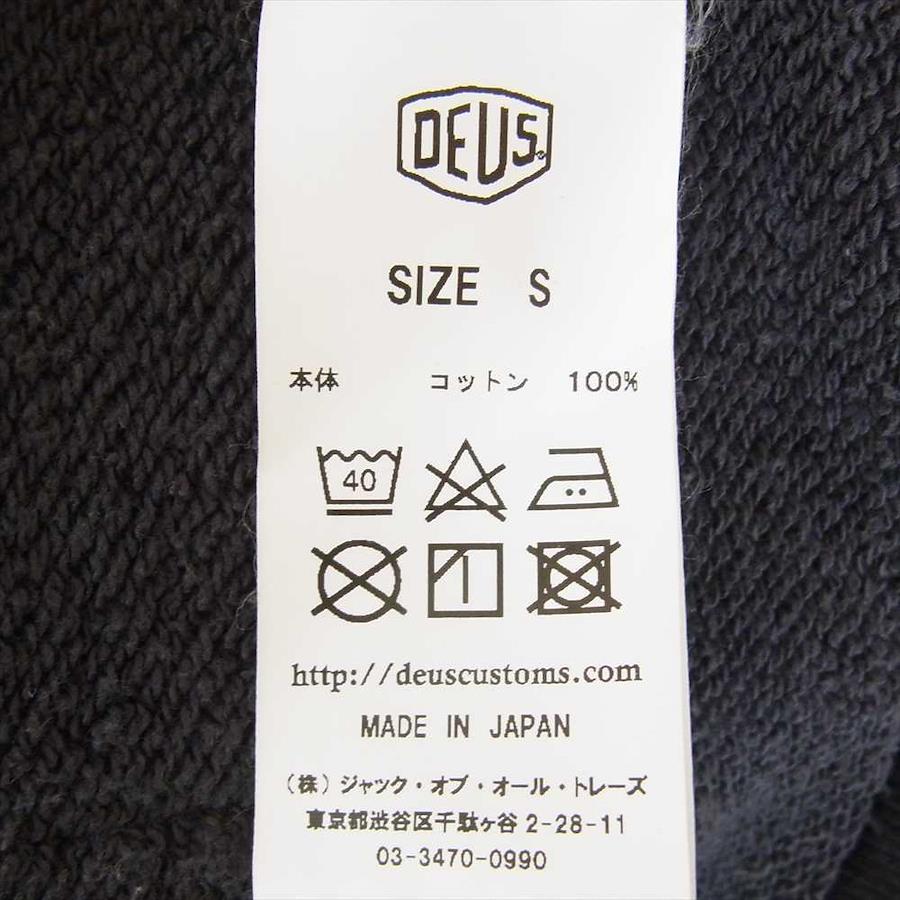 DEUS
SIZE S
本体 コットン 100%
40
http://deuscustoms.com
MADE IN JAPAN
(株)ジャック・オブ・オール・トレーズ
東京都渋谷区千駄ヶ谷2-28-11
03-3470-0990